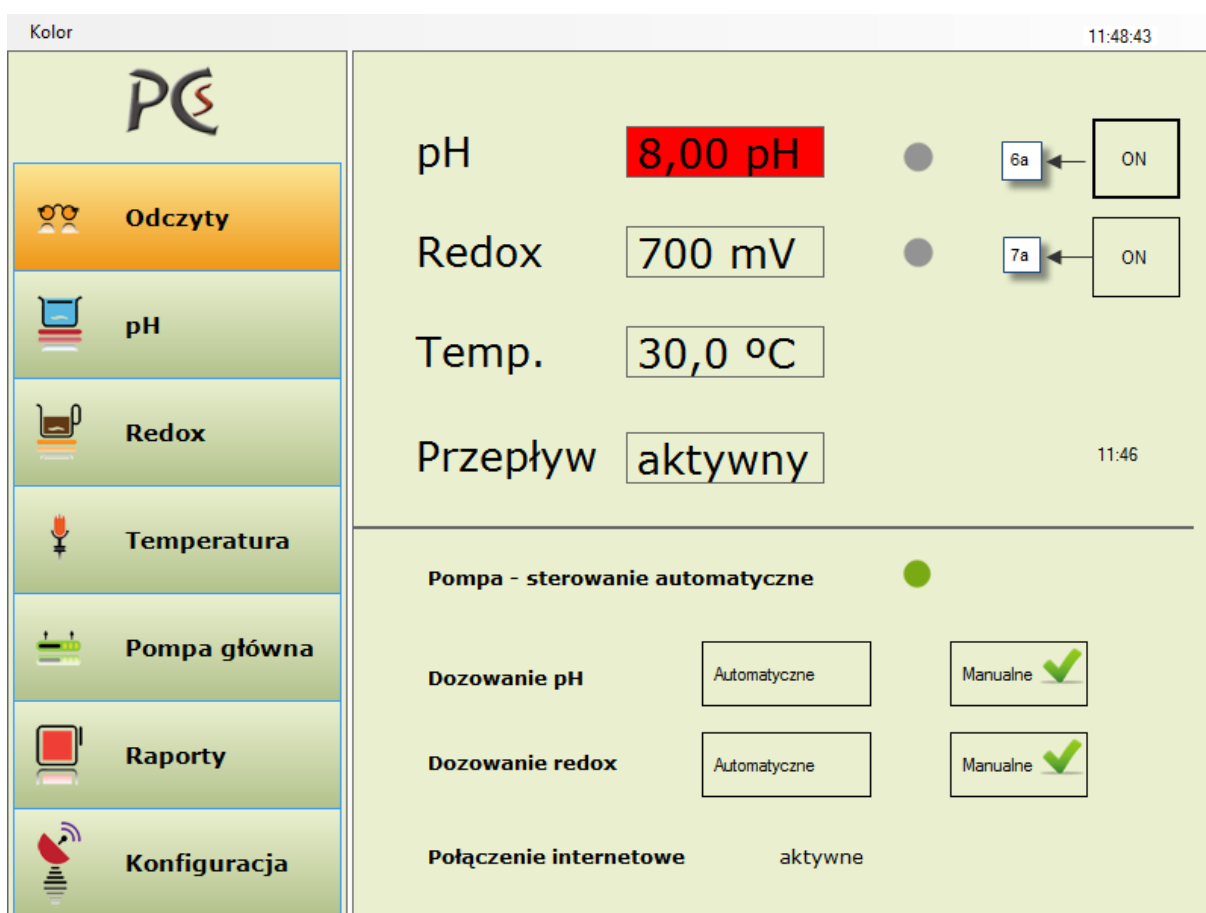 Kolor
11:48:43
PCs
Odczyty
pH
Redox
Temperatura
Pompa główna
Raporty
Konfiguracja
pH 8,00 pH 6a ON
Redox 700 mV 7a ON
Temp. 30,0 ºC
Przepływ aktywny 11:46
Pompa - sterowanie automatyczne
Dozowanie pH Automatyczne Manualne
Dozowanie redox Automatyczne Manualne
Połączenie internetowe aktywne